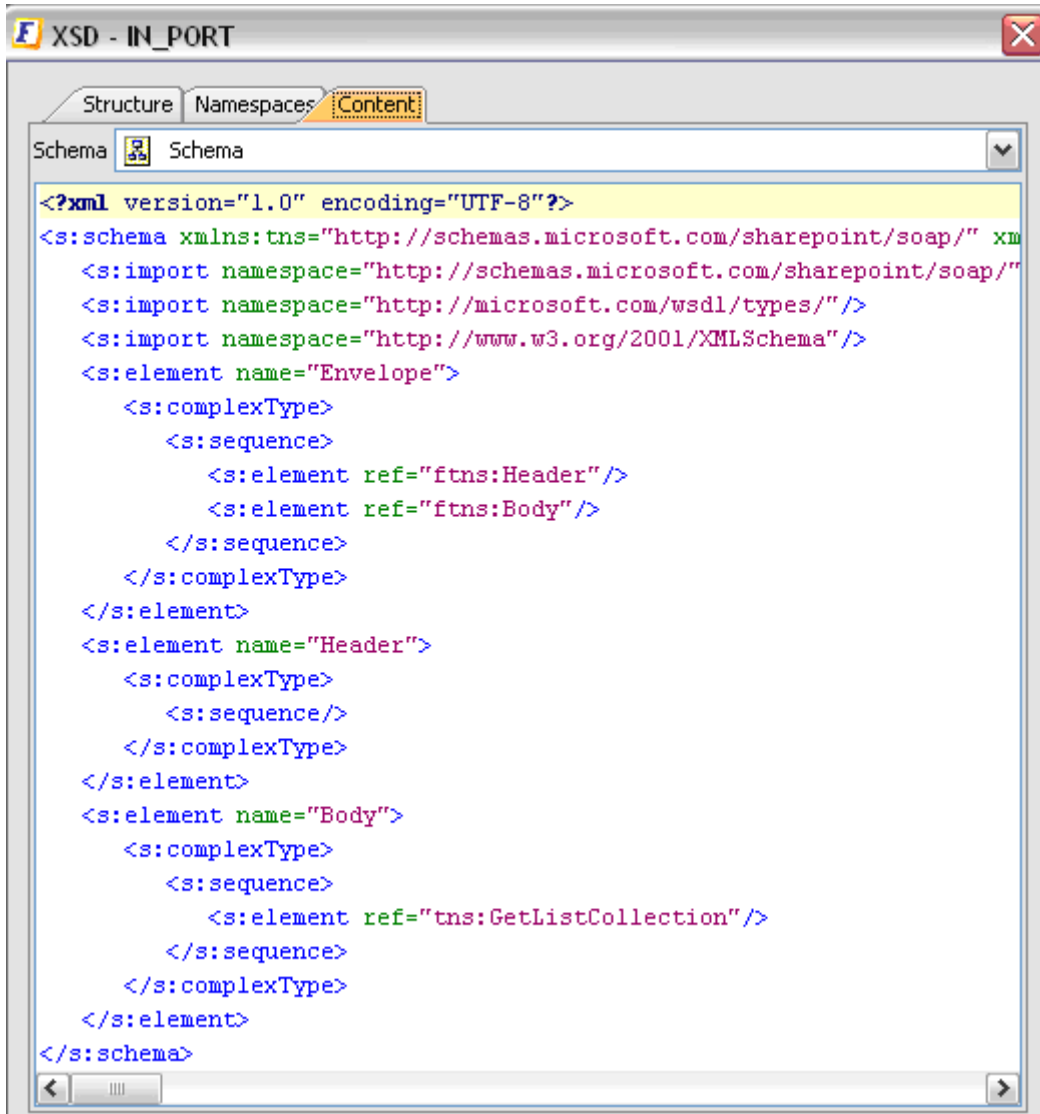 XSD - IN_PORT
Structure Namespaces Content
Schema Schema
<?xml version="1.0" encoding="UTF-8"?>
<s:schema xmlns:tns="http://schemas.microsoft.com/sharepoint/soap/" xm
<s:import namespace="http://schemas.microsoft.com/sharepoint/soap/"
<s:import namespace="http://microsoft.com/wsdl/types/"/>
<s:import namespace="http://www.w3.org/2001/XMLSchema"/>
<s:element name="Envelope">
<s:complexType>
<s:sequence>
<s:element ref="ftns:Header"/>
<s:element ref="ftns:Body"/>
</s:sequence>
</s:complexType>
</s:element>
<s:element name="Header">
<s:complexType>
<s:sequence/>
</s:complexType>
</s:element>
<s:element name="Body">
<s:complexType>
<s:sequence>
<s:element ref="tns:GetListCollection"/>
</s:sequence>
</s:complexType>
</s:element>
</s:schema>